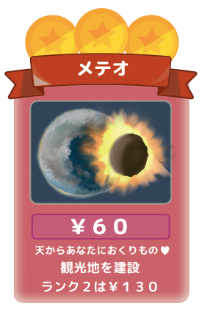 メテオ
￥６０
天からあなたにおくりもの♥
観光地を建設
ランク２は￥１３０